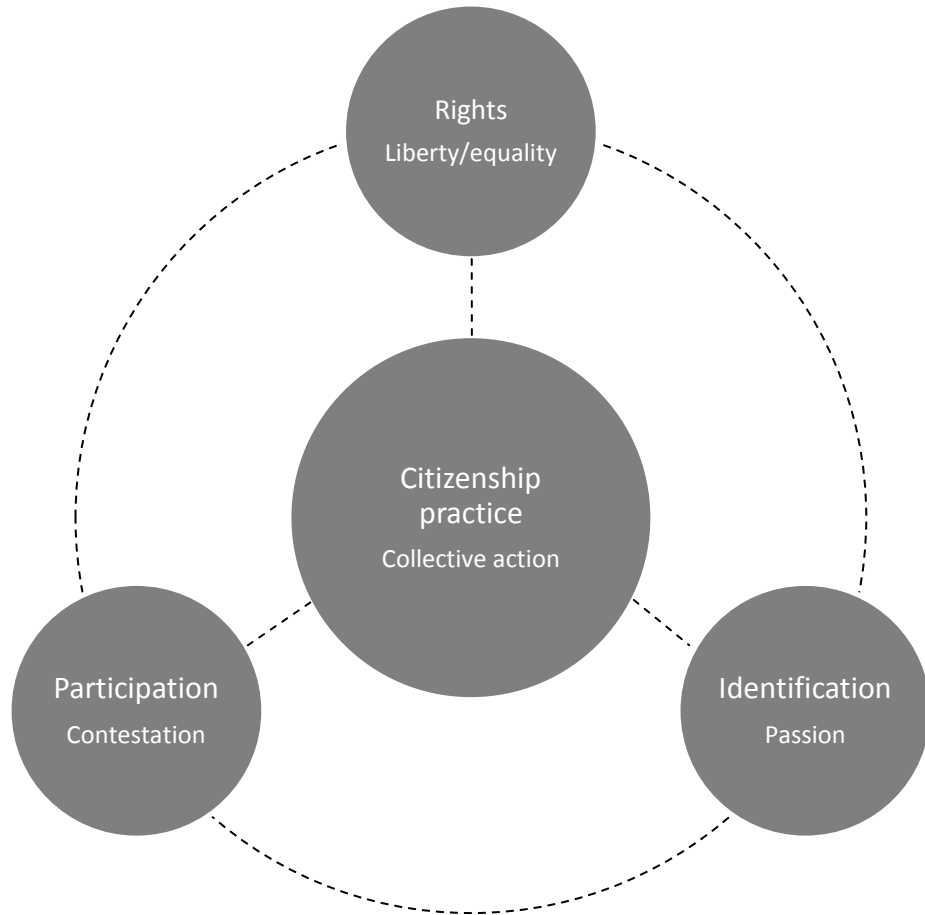 Rights
Liberty/equality
Citizenship
practice
Collective action
Participation
Contestation
Identification
Passion